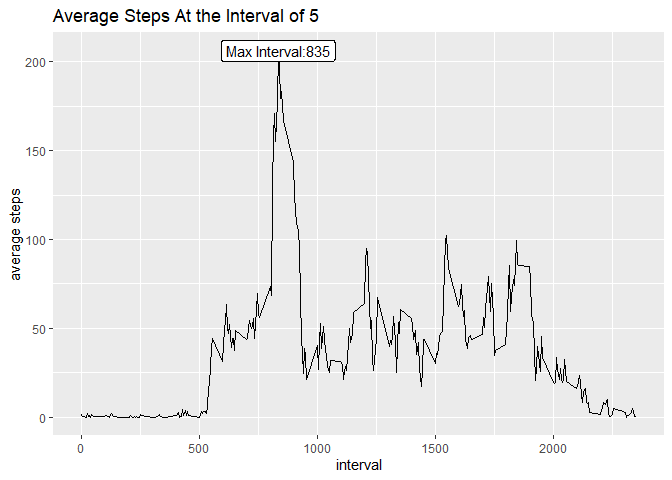 Average Steps At the Interval of 5
Max Interval:835
200
150
100
50
0
average steps
0 500 1000 1500 2000
interval